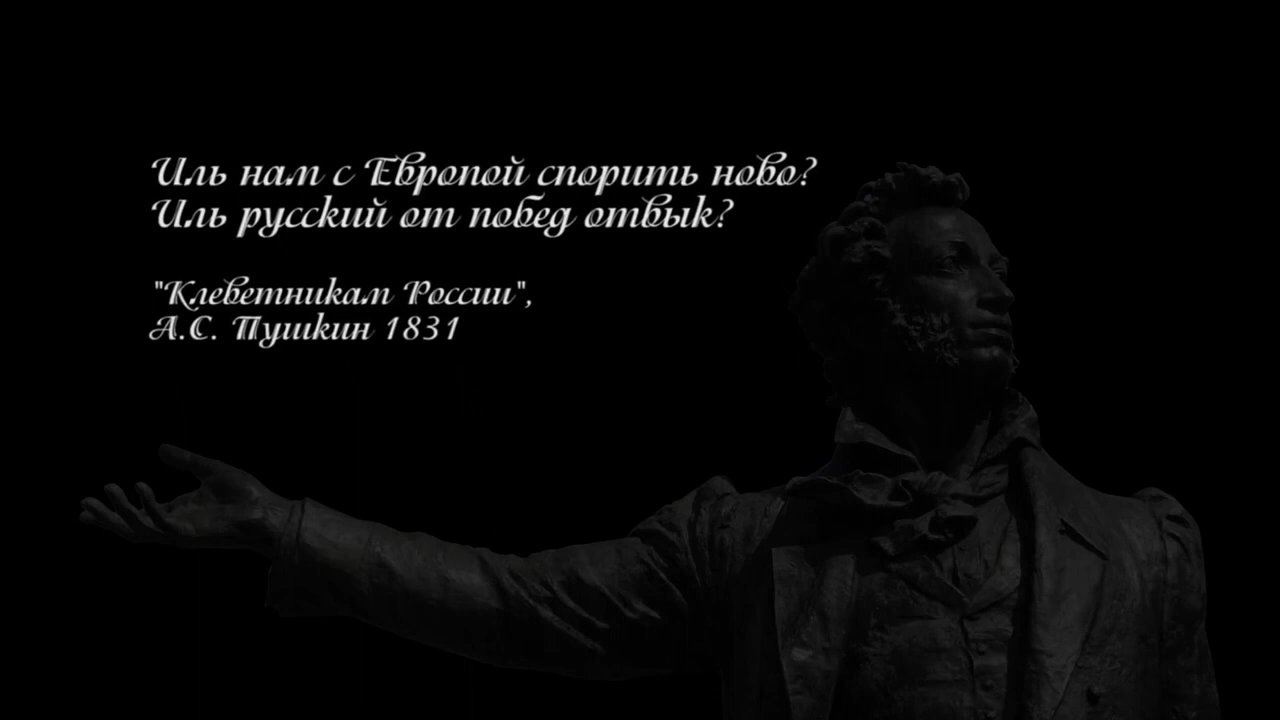 Иль нам с Европой спорить ново?
Иль русский от побед отвык?
"Клеветникам России",
А.С. Пушкин 1831